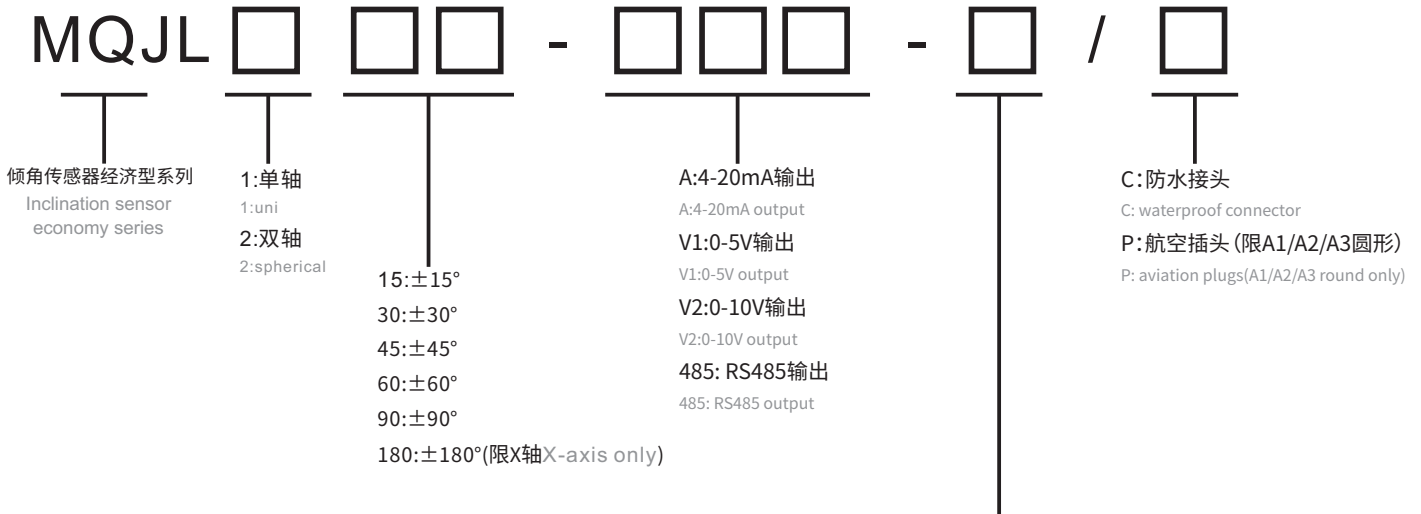 MQJL□ □□ - □□□ - □ / □
倾角传感器经济型系列
Inclination sensor
economy series
1:单轴
1:uni
2:双轴
2:spherical
15:±15°
30:±30°
45:±45°
60:±60°
90:±90°
180:±180°(限X轴X-axis only)
A:4-20mA输出
A:4-20mA output
V1:0-5V输出
V1:0-5V output
V2:0-10V输出
V2:0-10V output
485: RS485输出
485: RS485 output
C:防水接头
C: waterproof connector
P:航空插头(限A1/A2/A3圆形)
P: aviation plugs(A1/A2/A3 round only)